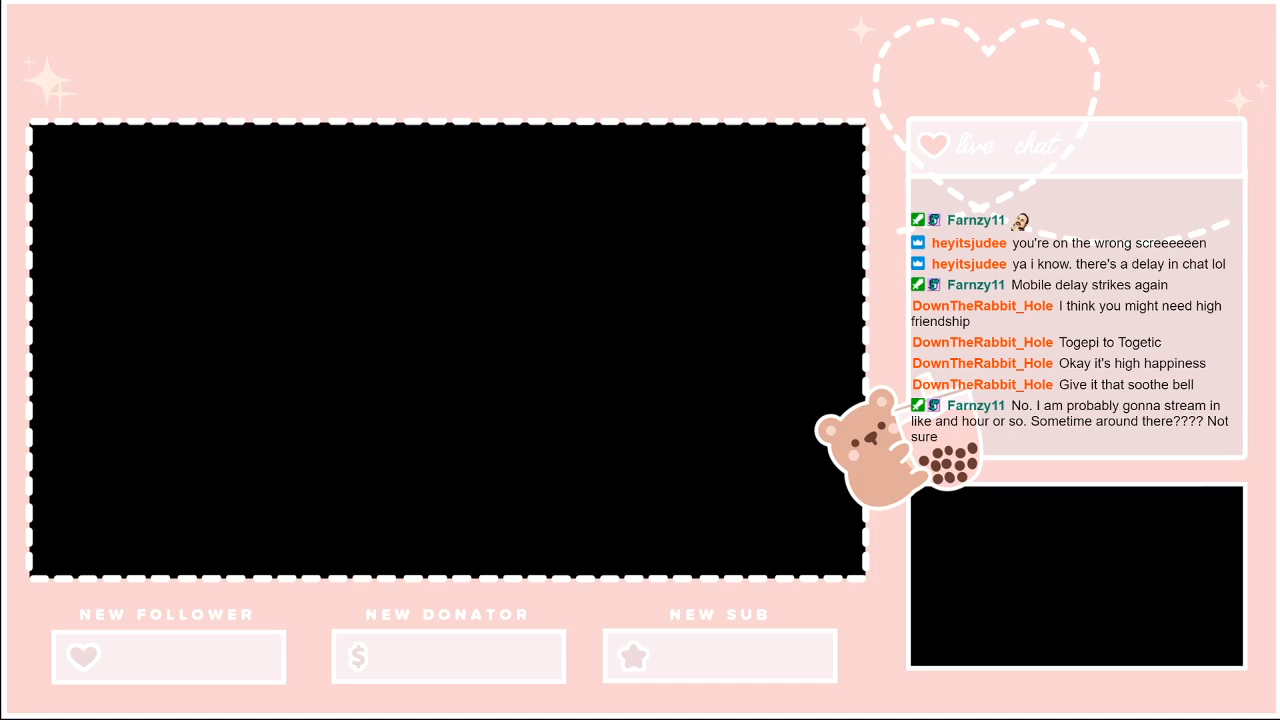 live chat
Farnzy11
heyitsjudee you're on the wrong screeeeeen
heyitsjudee ya i know. there's a delay in chat lol
Farnzy11 Mobile delay strikes again
DownTheRabbit_Hole I think you might need high
friendship
DownTheRabbit_Hole Togepi to Togetic
DownTheRabbit_Hole Okay it's high happiness
DownTheRabbit_Hole Give it that soothe bell
Farnzy11 No. I am probably gonna stream in
like and hour or so. Sometime around there???? Not
sure
NEW FOLLOWER
NEW DONATOR
NEW SUB
$